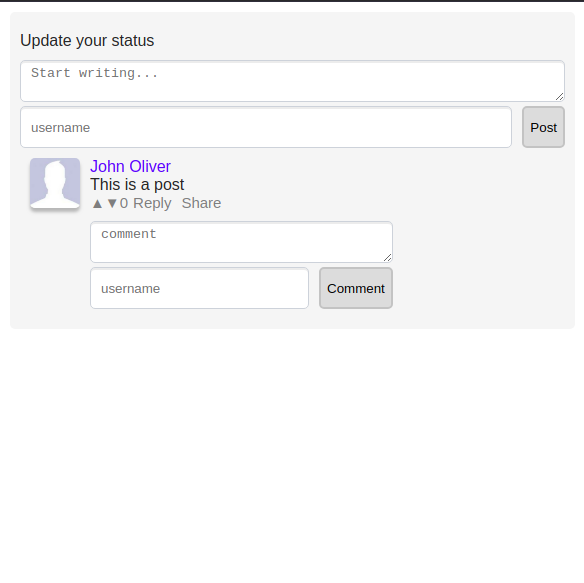 Update your status
Start writing...
username
Post
John Oliver
This is a post
▲▼0 Reply Share
comment
username
Comment